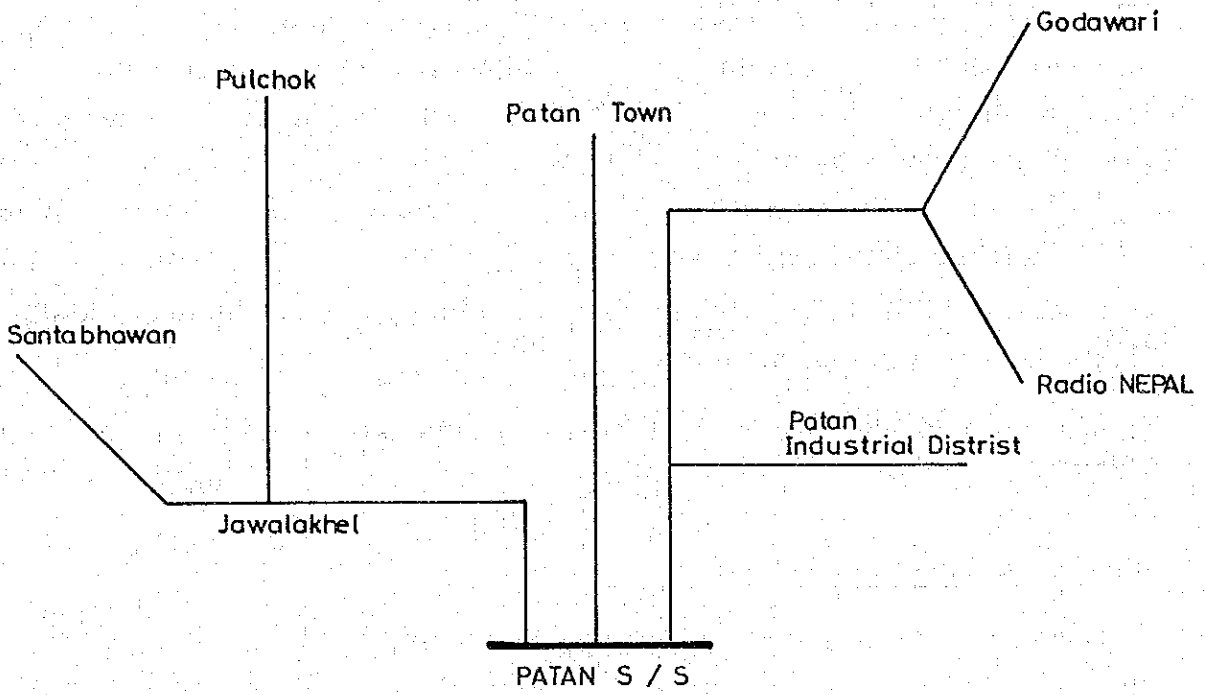 Godawari
Pulchok
Patan Town
Santabhawan
Radio NEPAL
Patan
Industrial Distrist
Jawalakhel
PATAN S / S